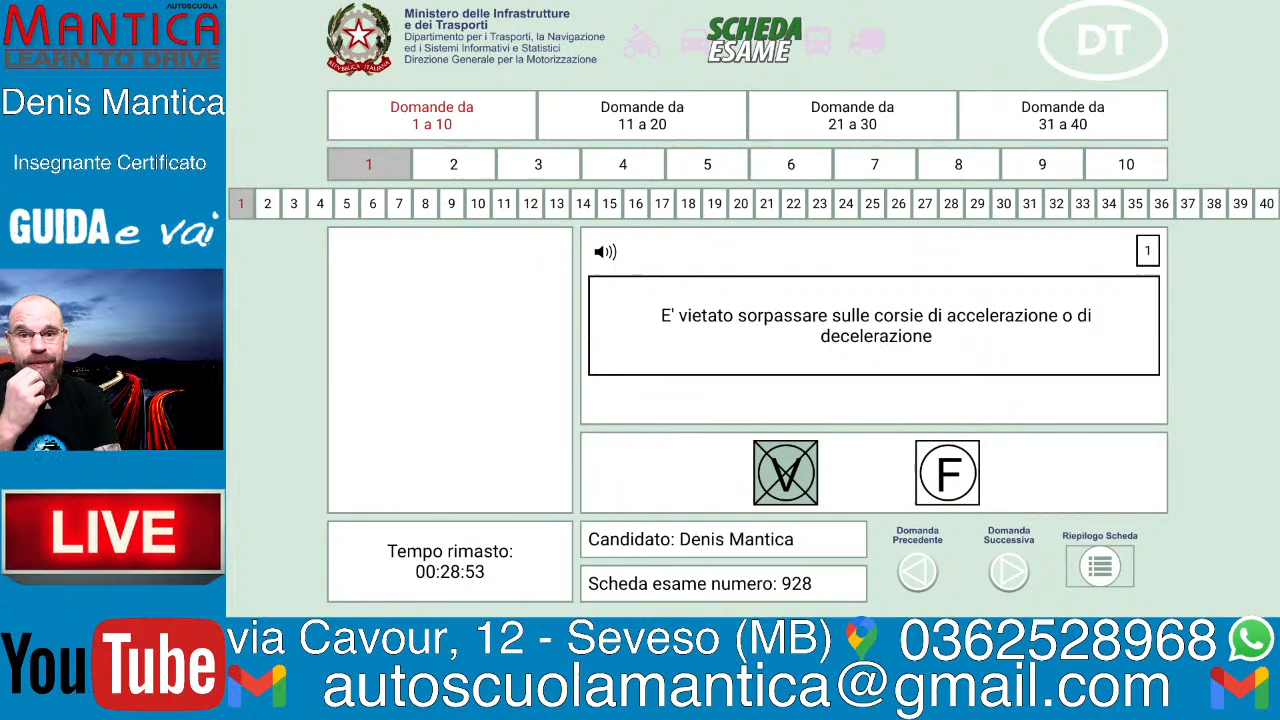 AUTOSCUOLA
MANTICA
LEARN TO DRIVE
Denis Mantica
Insegnante Certificato
GUIDA e vai
LIVE
YouTube
Ministero delle Infrastrutture
e dei Trasporti
Dipartimento per i Trasporti, la Navigazione
ed i Sistemi Informativi e Statistici
Direzione Generale per la Motorizzazione
REPVBBLICA ITALIANA
SCHEDA
ESAME
DT
Domande da
1 a 10
Domande da
11 a 20
Domande da
21 a 30
Domande da
31 a 40
1 2 3 4 5 6 7 8 9 10
1 2 3 4 5 6 7 8 9 10 11 12 13 14 15 16 17 18 19 20 21 22 23 24 25 26 27 28 29 30 31 32 33 34 35 36 37 38 39 40
1
E' vietato sorpassare sulle corsie di accelerazione o di
decelerazione
V F
Tempo rimasto:
00:28:53
Candidato: Denis Mantica
Scheda esame numero: 928
Domanda
Precedente
Domanda
Successiva
Riepilogo Scheda
via Cavour, 12 - Seveso (MB) 0362528968
autoscuolamantica@gmail.com